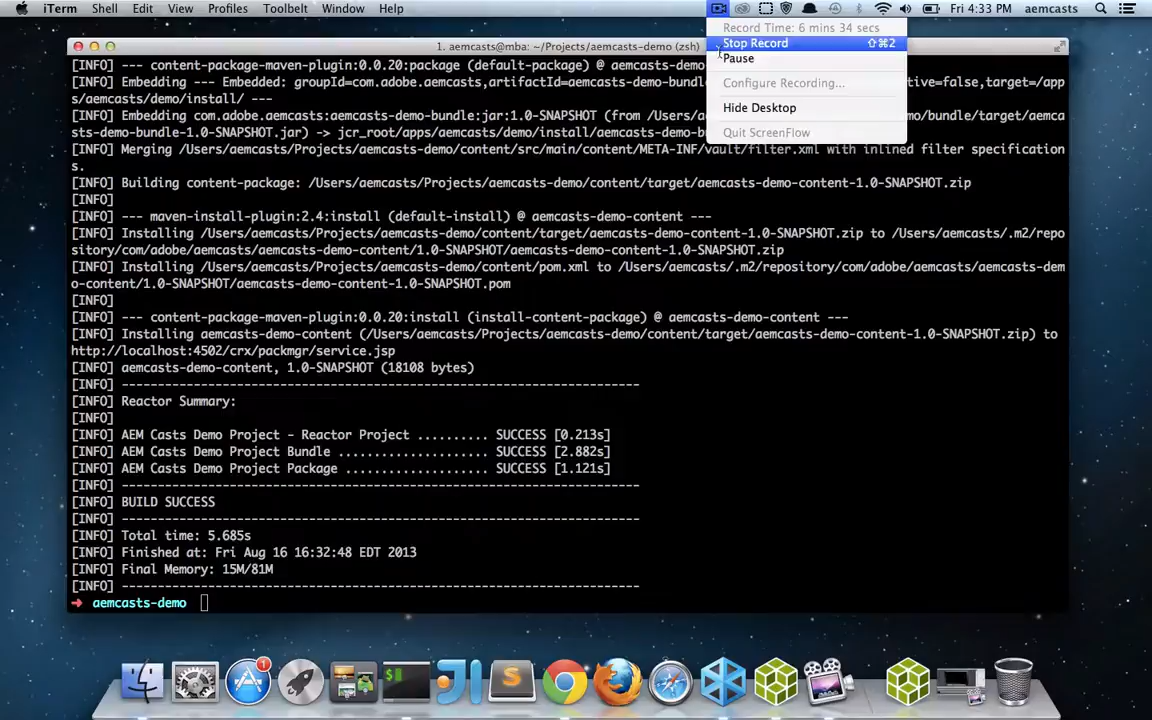 iTerm Shell Edit View Profiles Toolbelt Window Help Fri 4:33 PM aemcasts
Record Time: 6 mins 34 secs
Stop Record ⇧⌘2
Pause
Configure Recording...
Hide Desktop
Quit ScreenFlow
1. aemcasts@mba: ~/Projects/aemcasts-demo (zsh)
[INFO] --- content-package-maven-plugin:0.0.20:package (default-package) @ aemcasts-demo-
[INFO] Embedding --- Embedded: groupId=com.adobe.aemcasts,artifactId=aemcasts-demo-bund ative=false,target=/app
s/aemcasts/demo/install/ ---
[INFO] Embedding com.adobe.aemcasts:aemcasts-demo-bundle:jar:1.0-SNAPSHOT (from /Users/a mo/bundle/target/aemca
sts-demo-bundle-1.0-SNAPSHOT.jar) -> jcr_root/apps/aemcasts/demo/install/aemcasts-demo-b
[INFO] Merging /Users/aemcasts/Projects/aemcasts-demo/content/src/main/content/META-INF/vault/filter.xml with inlined filter specification
s.
[INFO] Building content-package: /Users/aemcasts/Projects/aemcasts-demo/content/target/aemcasts-demo-content-1.0-SNAPSHOT.zip
[INFO]
[INFO] --- maven-install-plugin:2.4:install (default-install) @ aemcasts-demo-content ---
[INFO] Installing /Users/aemcasts/Projects/aemcasts-demo/content/target/aemcasts-demo-content-1.0-SNAPSHOT.zip to /Users/aemcasts/.m2/repo
sitory/com/adobe/aemcasts/aemcasts-demo-content/1.0-SNAPSHOT/aemcasts-demo-content-1.0-SNAPSHOT.zip
[INFO] Installing /Users/aemcasts/Projects/aemcasts-demo/content/pom.xml to /Users/aemcasts/.m2/repository/com/adobe/aemcasts/aemcasts-dem
o-content/1.0-SNAPSHOT/aemcasts-demo-content-1.0-SNAPSHOT.pom
[INFO]
[INFO] --- content-package-maven-plugin:0.0.20:install (install-content-package) @ aemcasts-demo-content ---
[INFO] Installing aemcasts-demo-content (/Users/aemcasts/Projects/aemcasts-demo/content/target/aemcasts-demo-content-1.0-SNAPSHOT.zip) to
http://localhost:4502/crx/packmgr/service.jsp
[INFO] aemcasts-demo-content, 1.0-SNAPSHOT (18108 bytes)
[INFO] ------------------------------------------------------------------------
[INFO] Reactor Summary:
[INFO]
[INFO] AEM Casts Demo Project - Reactor Project .......... SUCCESS [0.213s]
[INFO] AEM Casts Demo Project Bundle ..................... SUCCESS [2.882s]
[INFO] AEM Casts Demo Project Package .................... SUCCESS [1.121s]
[INFO] ------------------------------------------------------------------------
[INFO] BUILD SUCCESS
[INFO] ------------------------------------------------------------------------
[INFO] Total time: 5.685s
[INFO] Finished at: Fri Aug 16 16:32:48 EDT 2013
[INFO] Final Memory: 15M/81M
[INFO] ------------------------------------------------------------------------
➜ aemcasts-demo
1
$
S